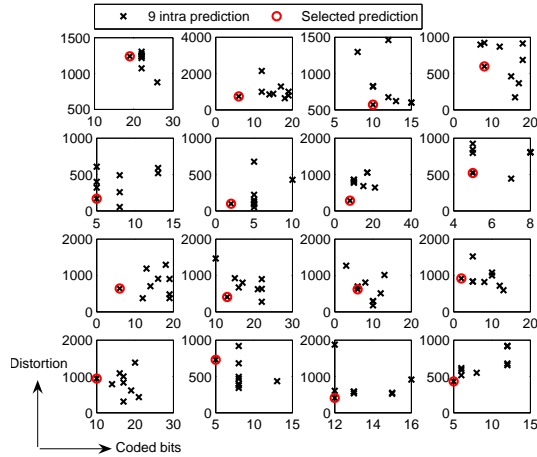 9 intra prediction Selected prediction
1500 4000 1500 1000
1000 2000 1000 500
500 0 500 0
10 20 30 0 10 20 5 10 15 0 10 20
1000 1000 2000 1000
500 500 1000 500
0 0 0 0
5 10 15 0 5 10 0 20 40 4 6 8
2000 2000 2000 2000
1000 1000 1000 1000
0 0 0 0
0 10 20 10 20 30 0 10 20 0 10 20
2000 1000 2000 1000
Distortion
1000 500 1000 500
0 0 0 0
10 20 30 5 10 15 12 14 16 5 10 15
Coded bits